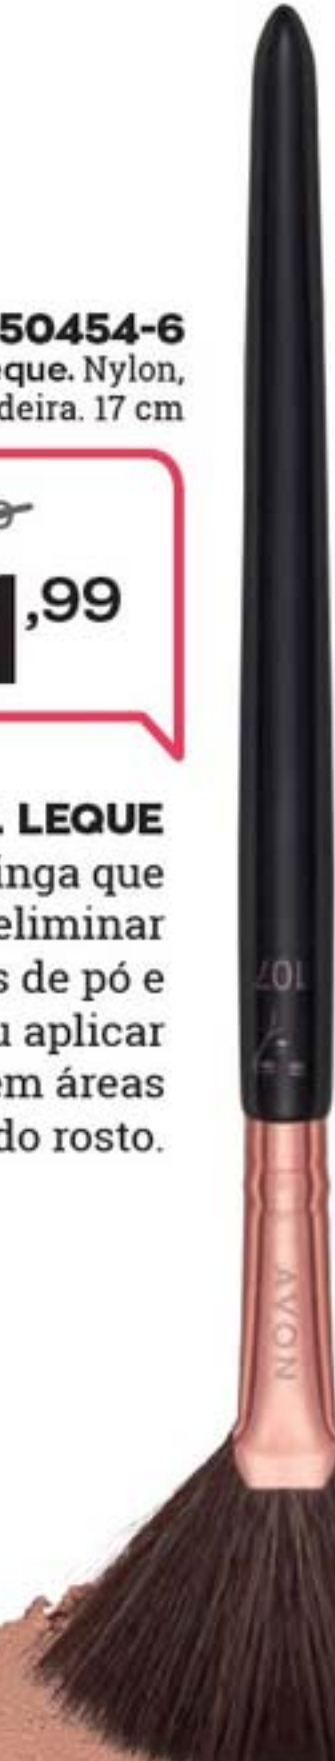 50454-6
eque. Nylon,
deira. 17 cm
,99
LEQUE
inga que
eliminar
s de pó e
u aplicar
em áreas
do rosto.
107
AVON